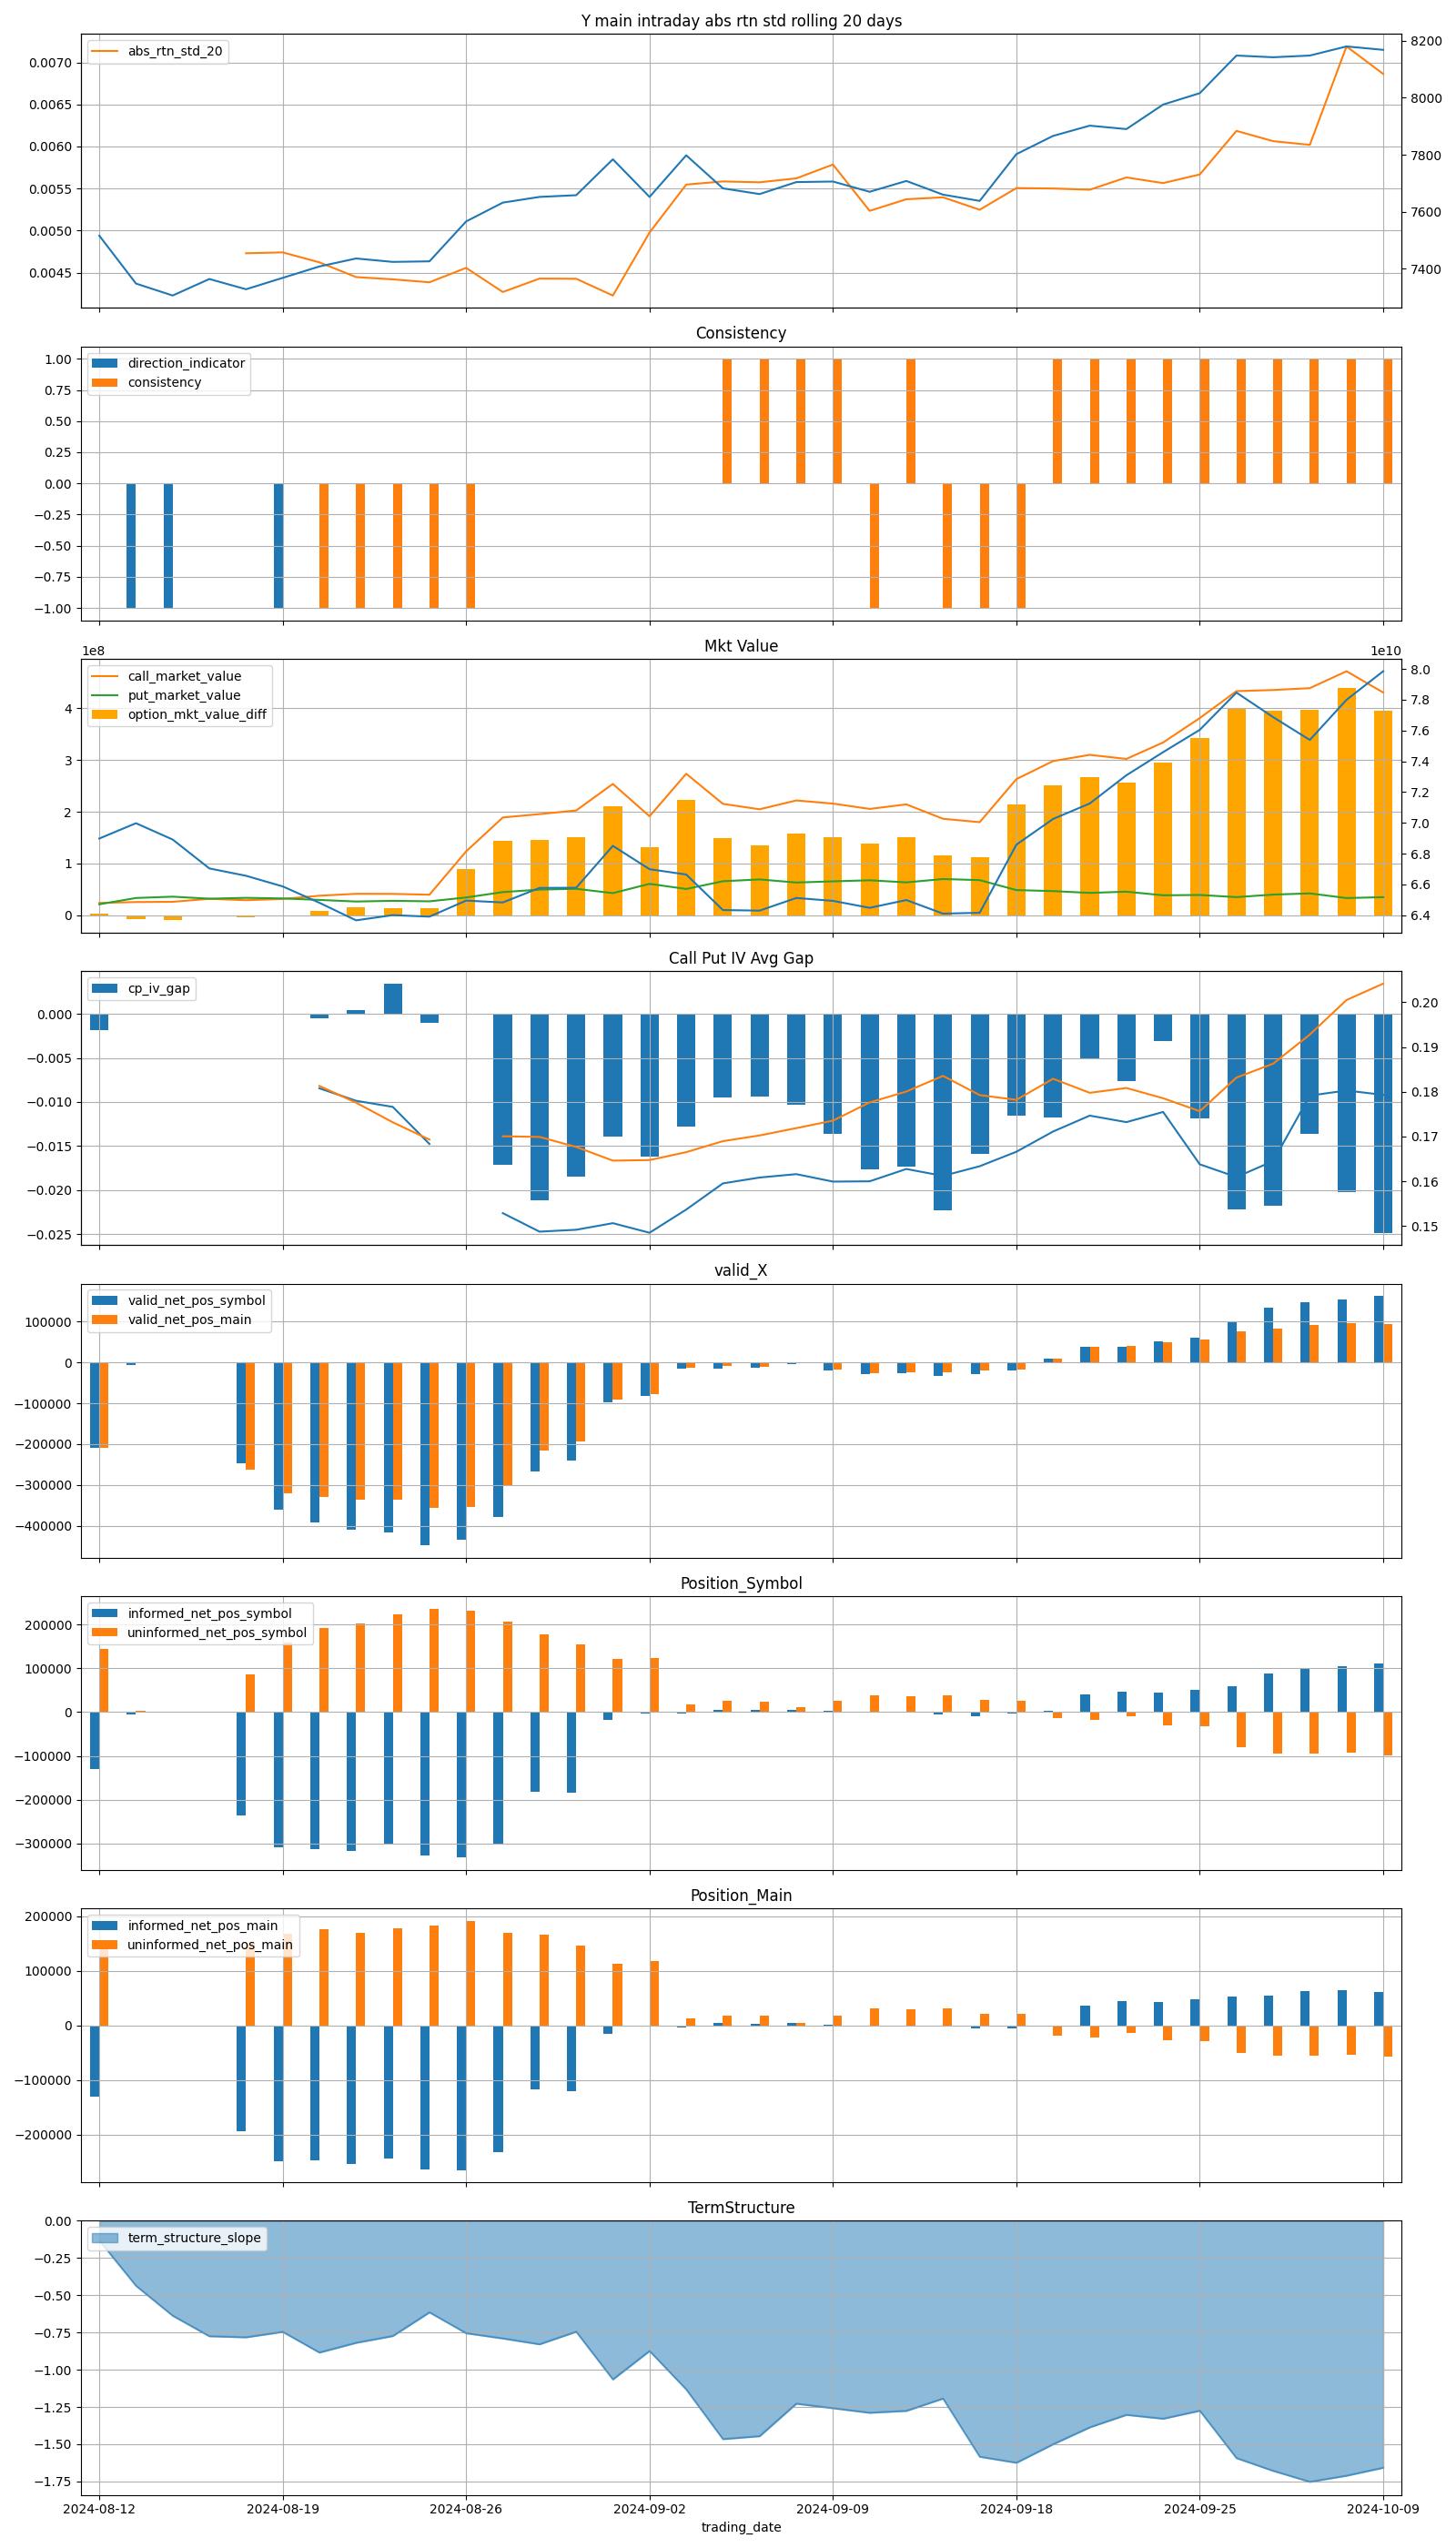 Y main intraday abs rtn std rolling 20 days
abs_rtn_std_20
0.0070
0.0065
0.0060
0.0055
0.0050
0.0045
8200
8000
7800
7600
7400
Consistency
direction_indicator
consistency
1.00
0.75
0.50
0.25
0.00
−0.25
−0.50
−0.75
−1.00
Mkt Value
1e8
1e10
call_market_value
put_market_value
option_mkt_value_diff
4
3
2
1
0
8.0
7.8
7.6
7.4
7.2
7.0
6.8
6.6
6.4
Call Put IV Avg Gap
cp_iv_gap
0.000
−0.005
−0.010
−0.015
−0.020
−0.025
0.20
0.19
0.18
0.17
0.16
0.15
valid_X
valid_net_pos_symbol
valid_net_pos_main
100000
0
−100000
−200000
−300000
−400000
Position_Symbol
informed_net_pos_symbol
uninformed_net_pos_symbol
200000
100000
0
−100000
−200000
−300000
Position_Main
informed_net_pos_main
uninformed_net_pos_main
200000
100000
0
−100000
−200000
TermStructure
term_structure_slope
0.00
−0.25
−0.50
−0.75
−1.00
−1.25
−1.50
−1.75
2024-08-12 2024-08-19 2024-08-26 2024-09-02 2024-09-09 2024-09-18 2024-09-25 2024-10-09
trading_date